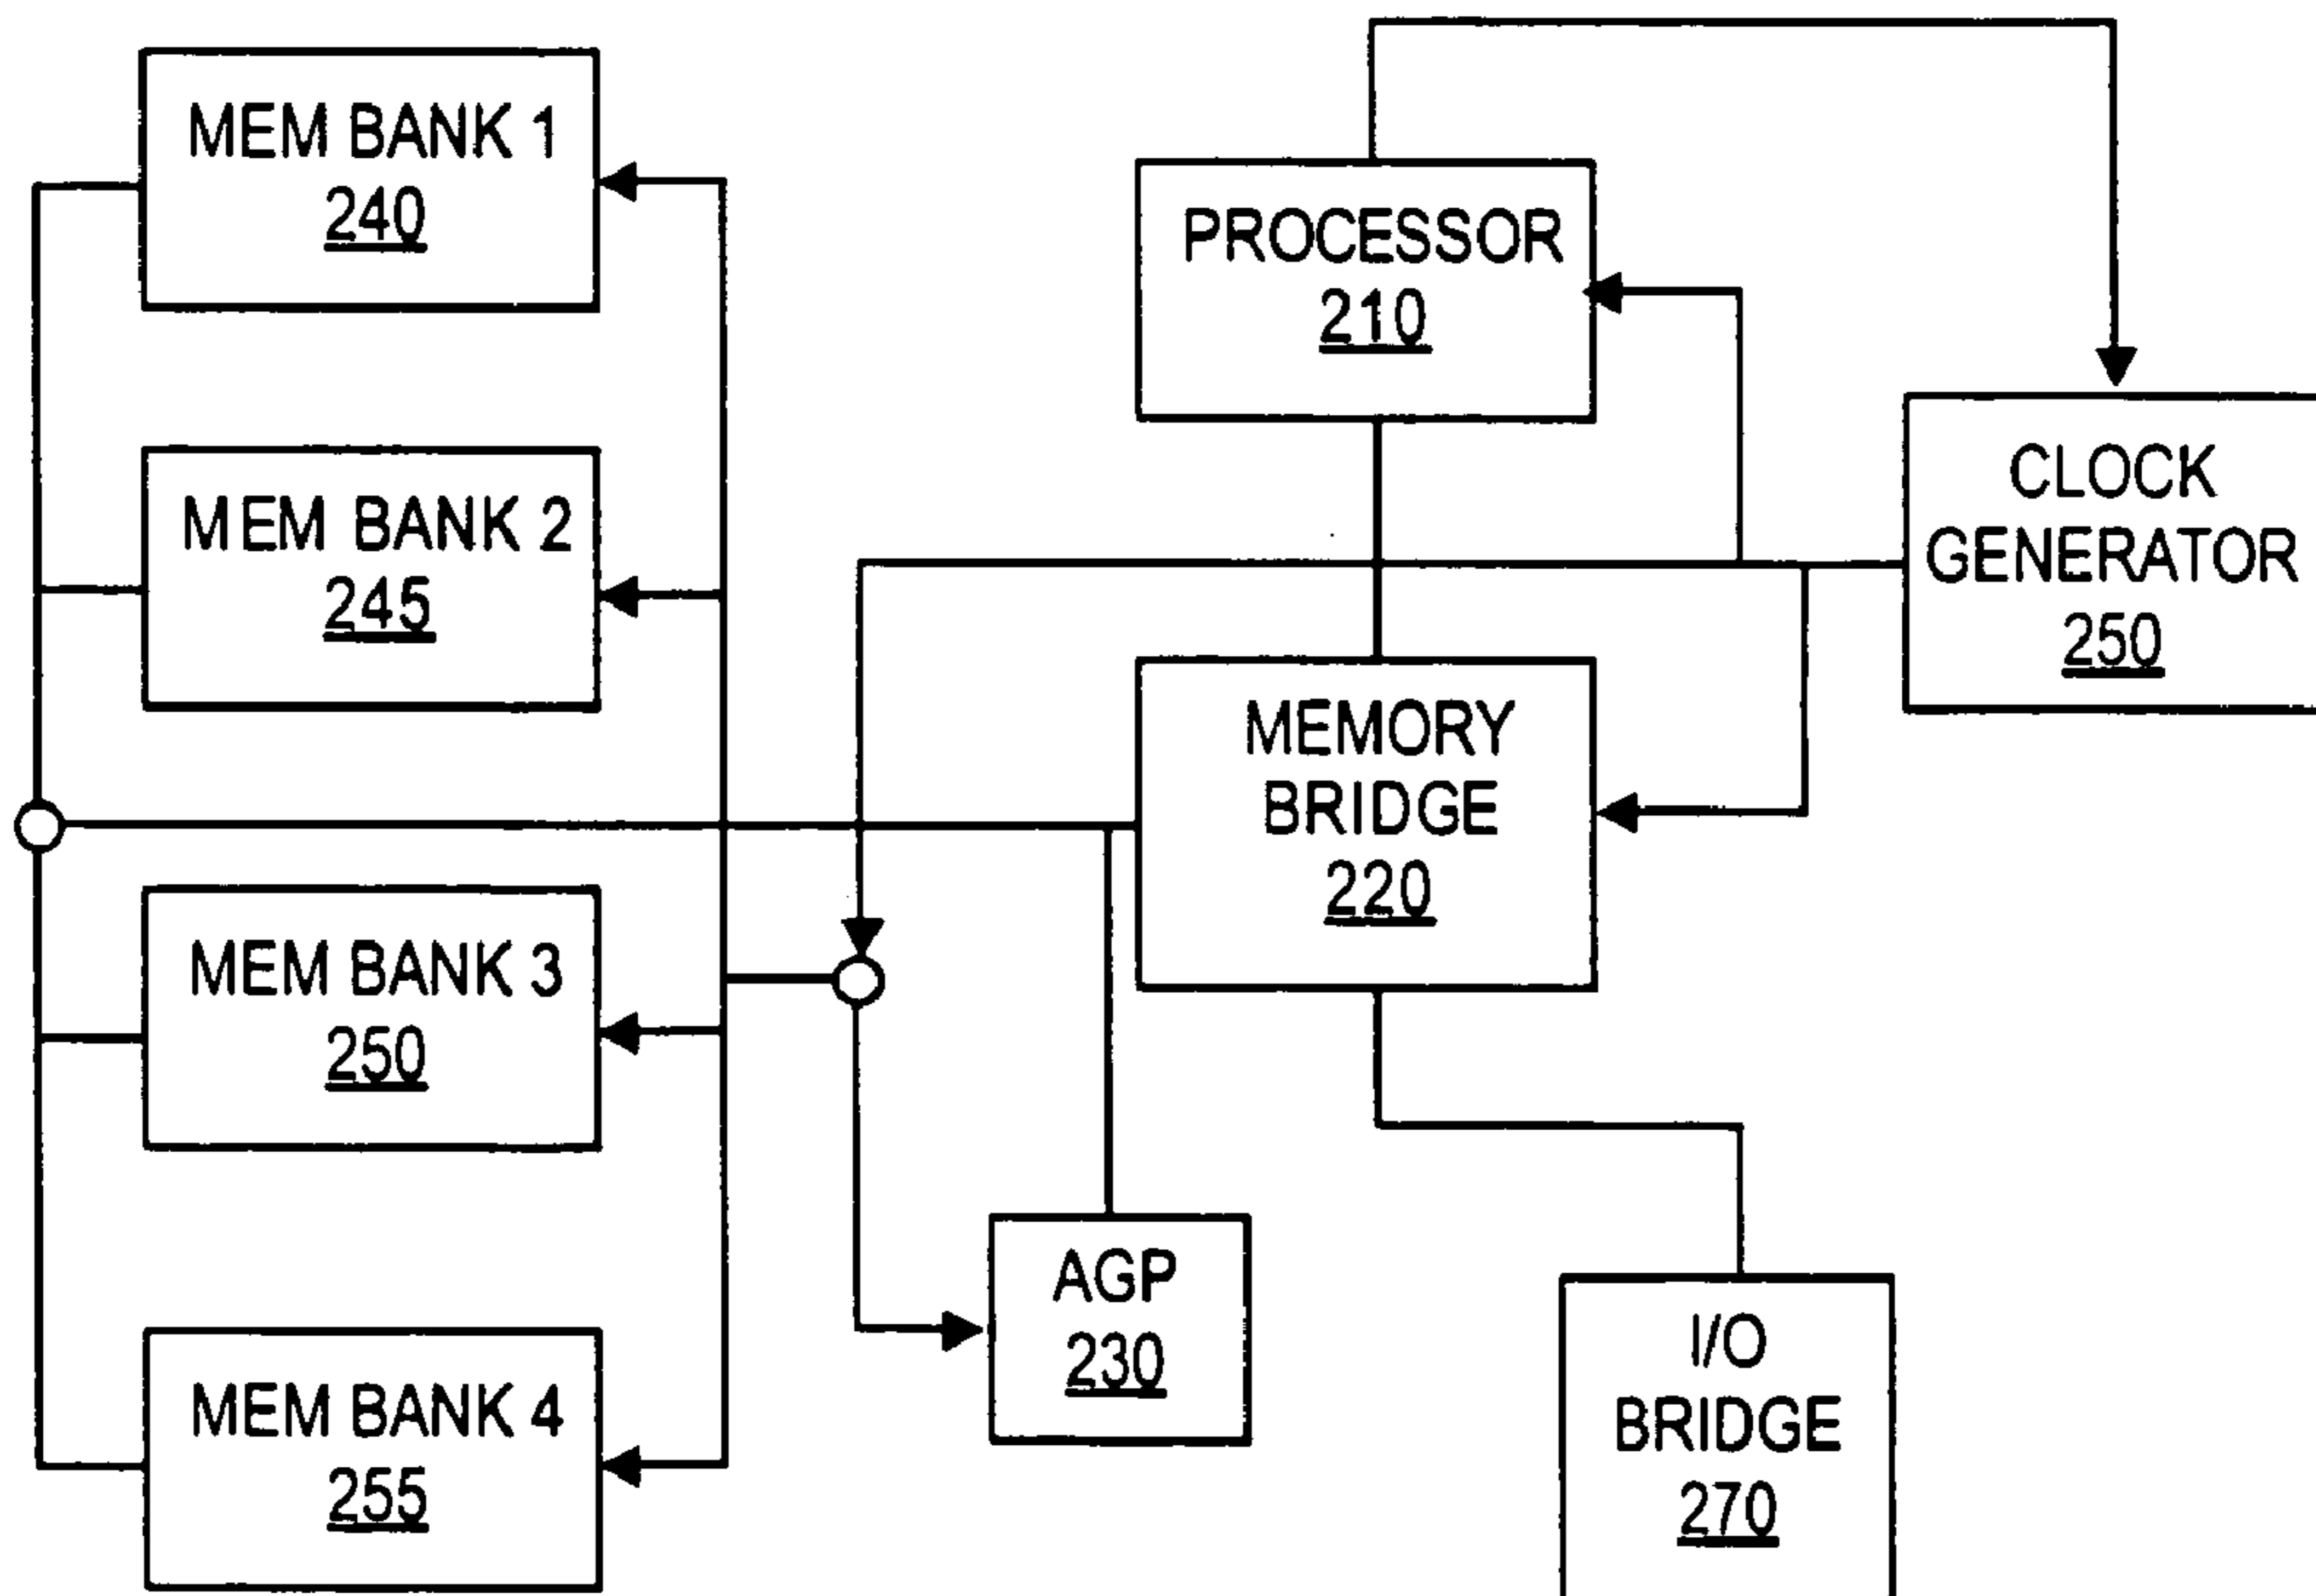 MEM BANK 1
240
MEM BANK 2
245
MEM BANK 3
250
MEM BANK 4
255
PROCESSOR
210
MEMORY
BRIDGE
220
AGP
230
CLOCK
GENERATOR
250
I/O
BRIDGE
270